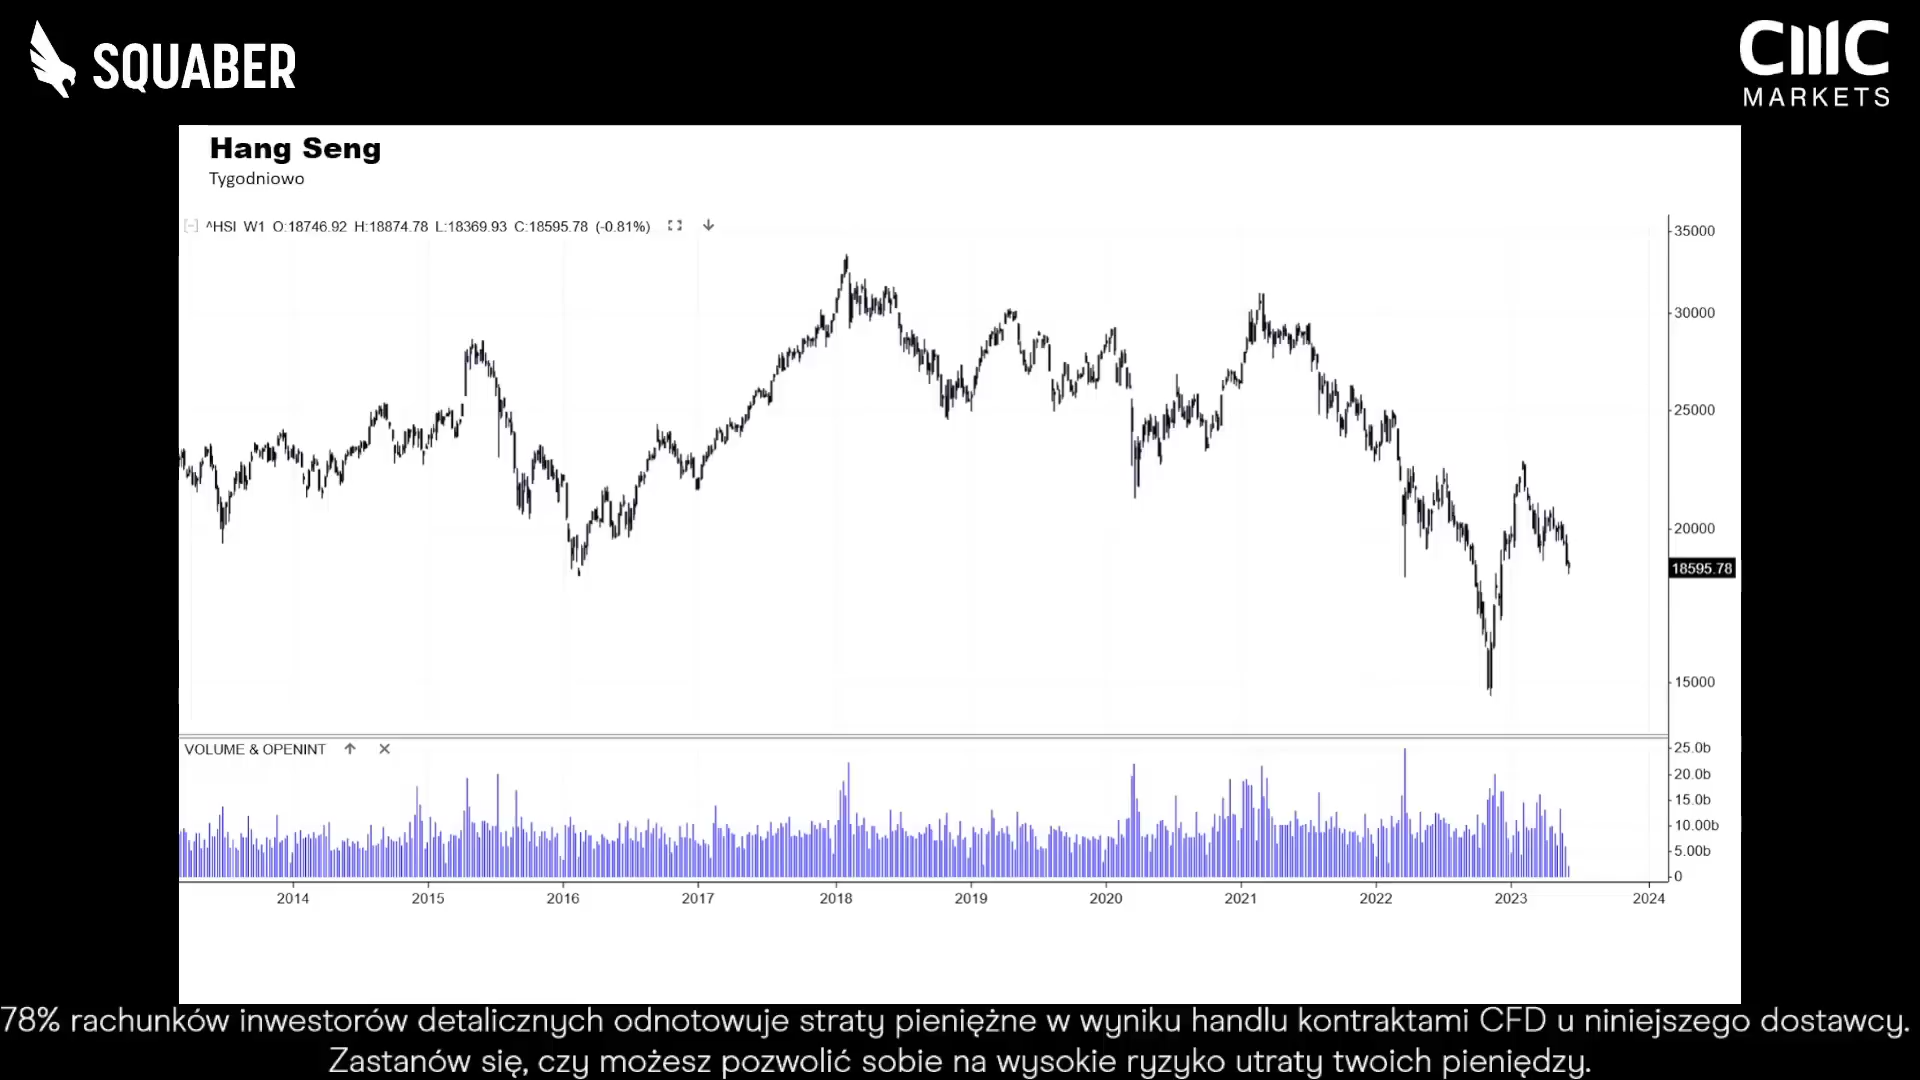 SQUABER
CMC
MARKETS
Hang Seng
Tygodniowo
[-] ^HSI W1 O:18746.92 H:18874.78 L:18369.93 C:18595.78 (-0.81%)
35000
30000
25000
20000
18595.78
15000
VOLUME & OPENINT
25.0b
20.0b
15.0b
10.00b
5.00b
0
2014 2015 2016 2017 2018 2019 2020 2021 2022 2023 2024
78% rachunków inwestorów detalicznych odnotowuje straty pieniężne w wyniku handlu kontraktami CFD u niniejszego dostawcy.
Zastanów się, czy możesz pozwolić sobie na wysokie ryzyko utraty twoich pieniędzy.